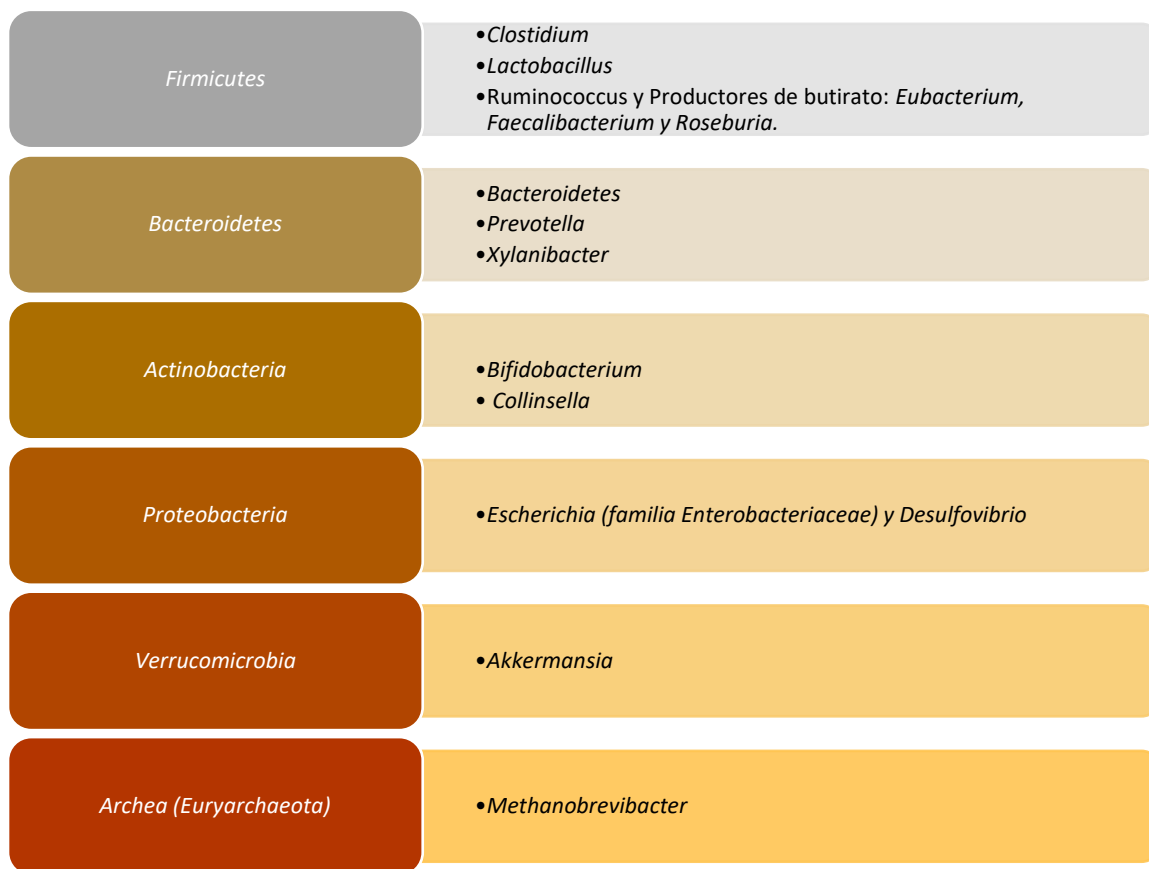 Firmicutes
•Clostidium
•Lactobacillus
•Ruminococcus y Productores de butirato: Eubacterium,
Faecalibacterium y Roseburia.
Bacteroidetes
•Bacteroidetes
•Prevotella
•Xylanibacter
Actinobacteria
•Bifidobacterium
• Collinsella
Proteobacteria
•Escherichia (familia Enterobacteriaceae) y Desulfovibrio
Verrucomicrobia
•Akkermansia
Archea (Euryarchaeota)
•Methanobrevibacter